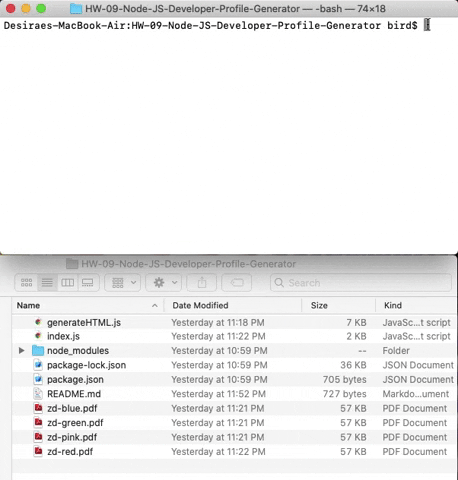 HW-09-Node-JS-Developer-Profile-Generator — -bash — 74×18
Desiraes-MacBook-Air:HW-09-Node-JS-Developer-Profile-Generator bird$
HW-09-Node-JS-Developer-Profile-Generator
Search
Name Date Modified Size Kind
generateHTML.js Yesterday at 11:18 PM 7 KB JavaSc...t script
index.js Yesterday at 11:22 PM 2 KB JavaSc...t script
node_modules Yesterday at 10:59 PM -- Folder
package-lock.json Yesterday at 10:59 PM 36 KB JSON Document
package.json Yesterday at 10:59 PM 705 bytes JSON Document
README.md Yesterday at 11:52 PM 727 bytes Markdo...ument
zd-blue.pdf Yesterday at 11:21 PM 57 KB PDF Document
zd-green.pdf Yesterday at 11:21 PM 57 KB PDF Document
zd-pink.pdf Yesterday at 11:21 PM 57 KB PDF Document
zd-red.pdf Yesterday at 11:22 PM 57 KB PDF Document